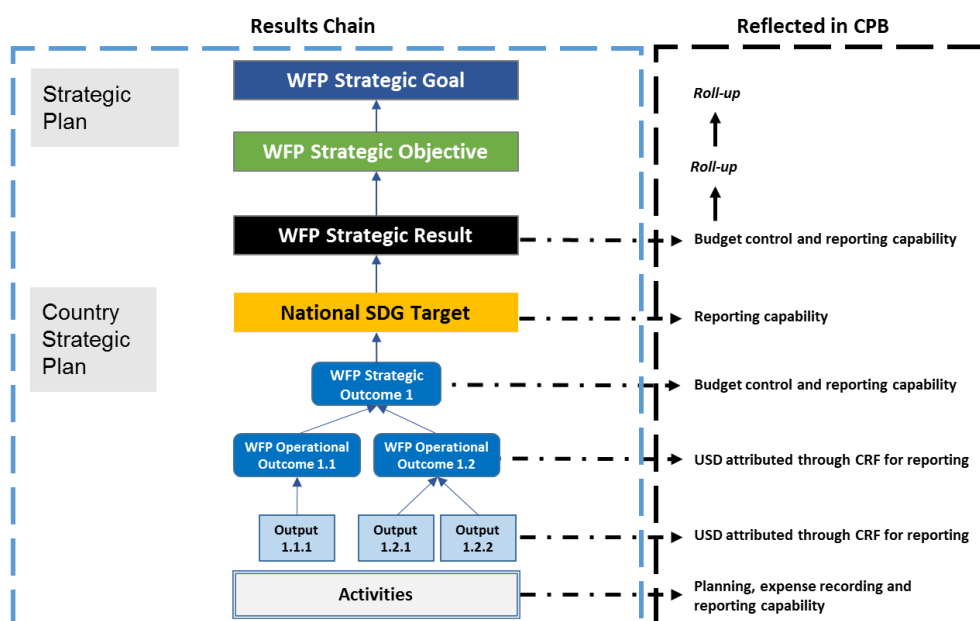 Results Chain
Reflected in CPB
Strategic
Plan
WFP Strategic Goal
Roll-up
WFP Strategic Objective
Roll-up
WFP Strategic Result
Budget control and reporting capability
Country
Strategic
Plan
National SDG Target
Reporting capability
WFP Strategic
Outcome 1
Budget control and reporting capability
WFP Operational
Outcome 1.1
WFP Operational
Outcome 1.2
USD attributed through CRF for reporting
Output
1.1.1
Output
1.2.1
Output
1.2.2
USD attributed through CRF for reporting
Activities
Planning, expense recording and
reporting capability